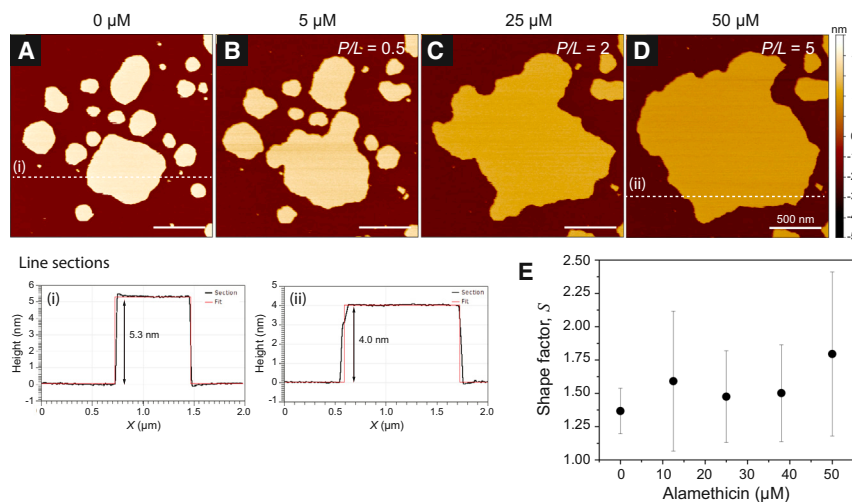 0 µM 5 µM 25 µM 50 µM
A B P/L = 0.5 C P/L = 2 D P/L = 5 nm
(i)
(ii)
500 nm
Line sections
(i) Section
Fit
5.3 nm
Height (nm)
6
5
4
3
2
1
0
-1
0 0.5 1.0 1.5 2.0
X (µm)
(ii) Section
Fit
4.0 nm
Height (nm)
5
4
3
2
1
0
-1
0 0.5 1.0 1.5 2.0
X (µm)
E
Shape factor, S
2.50
2.25
2.00
1.75
1.50
1.25
1.00
0 10 20 30 40 50
Alamethicin (µM)